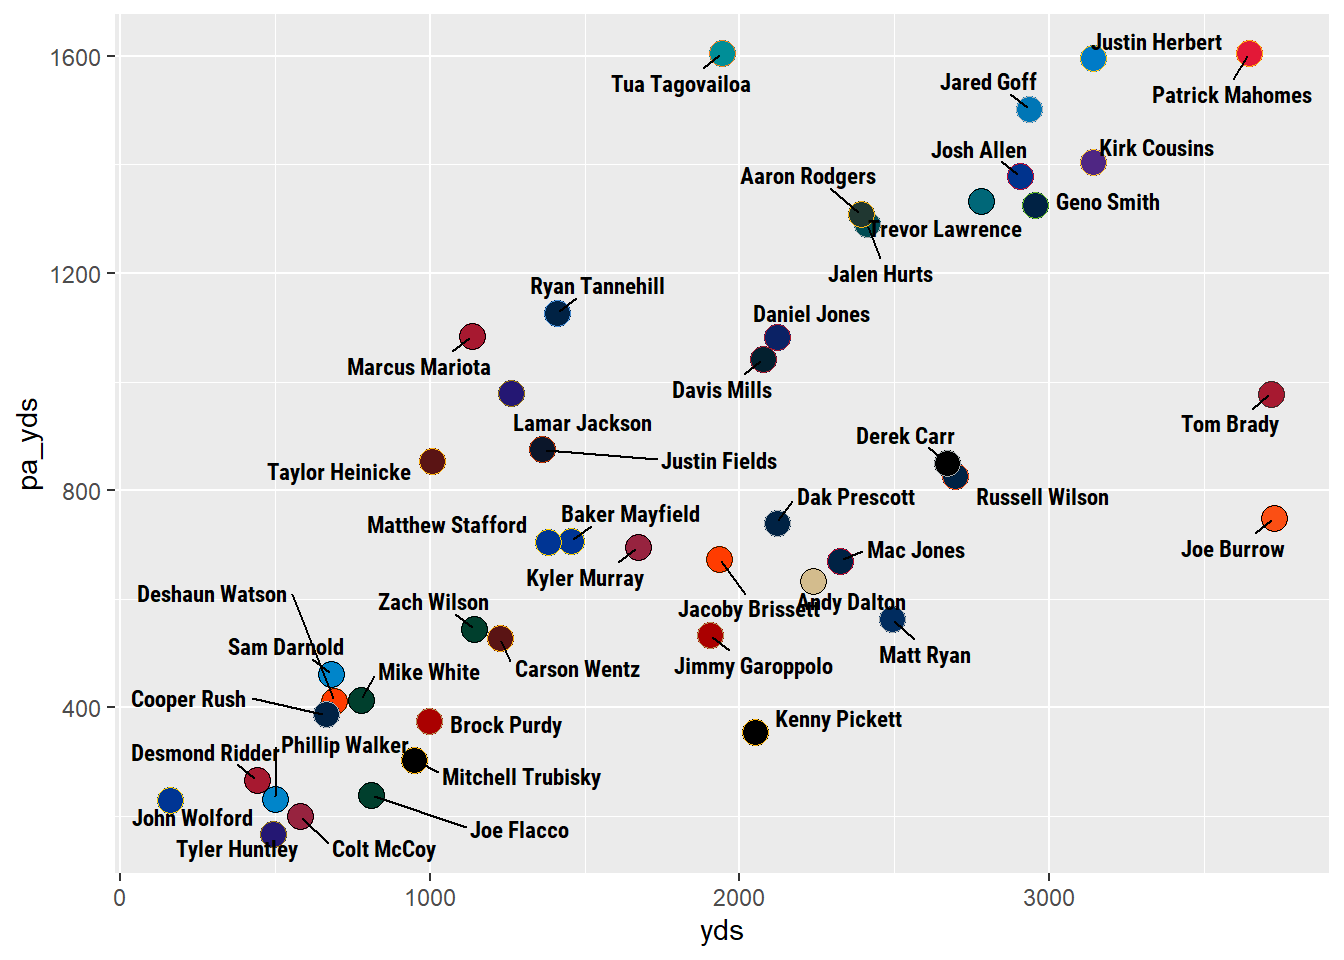 1600
Justin Herbert
Tua Tagovailoa
Jared Goff
Patrick Mahomes
Josh Allen
Kirk Cousins
Aaron Rodgers
Geno Smith
Trevor Lawrence
1200
Jalen Hurts
Ryan Tannehill
Daniel Jones
Marcus Mariota
Davis Mills
Lamar Jackson
Tom Brady
Derek Carr
Justin Fields
Taylor Heinicke
pa_yds
800
Dak Prescott
Russell Wilson
Baker Mayfield
Matthew Stafford
Joe Burrow
Mac Jones
Kyler Murray
Deshaun Watson
Zach Wilson
Jacoby Brissett
Andy Dalton
Sam Darnold
Matt Ryan
Jimmy Garoppolo
Carson Wentz
Mike White
Cooper Rush
400
Kenny Pickett
Brock Purdy
Phillip Walker
Desmond Ridder
Mitchell Trubisky
John Wolford
Joe Flacco
Tyler Huntley
Colt McCoy
0
1000
2000
3000
yds